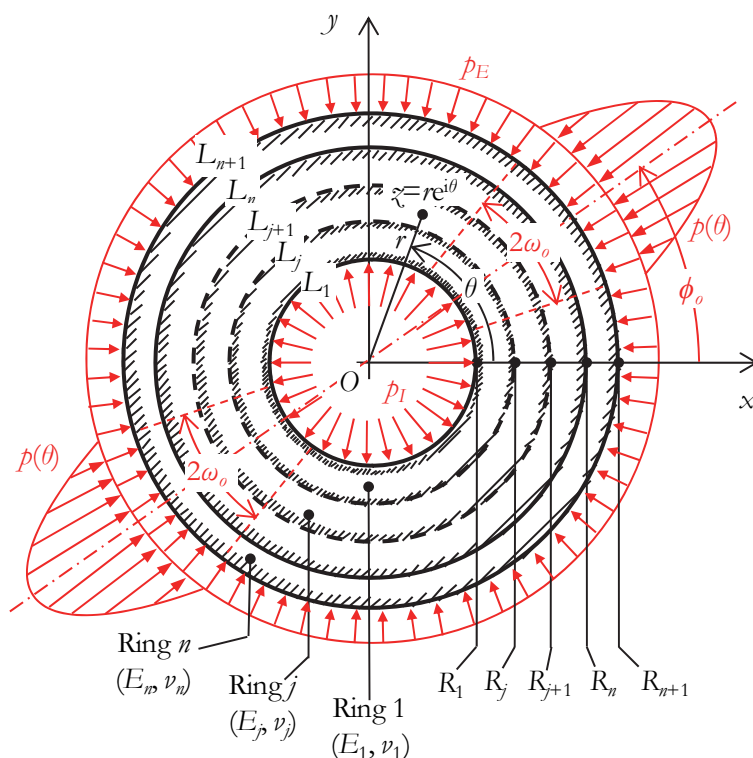 y
p_E
L_{n+1}
L_n
z=re^{iθ}
p(θ)
L_{j+1}
r
2ω_o
L_j
θ
ϕ_o
L_1
O
p_I
x
p(θ)
2ω_o
Ring n
(E_n, ν_n)
Ring j
(E_j, ν_j)
Ring 1
(E_1, ν_1)
R_1 R_j R_{j+1} R_n R_{n+1}